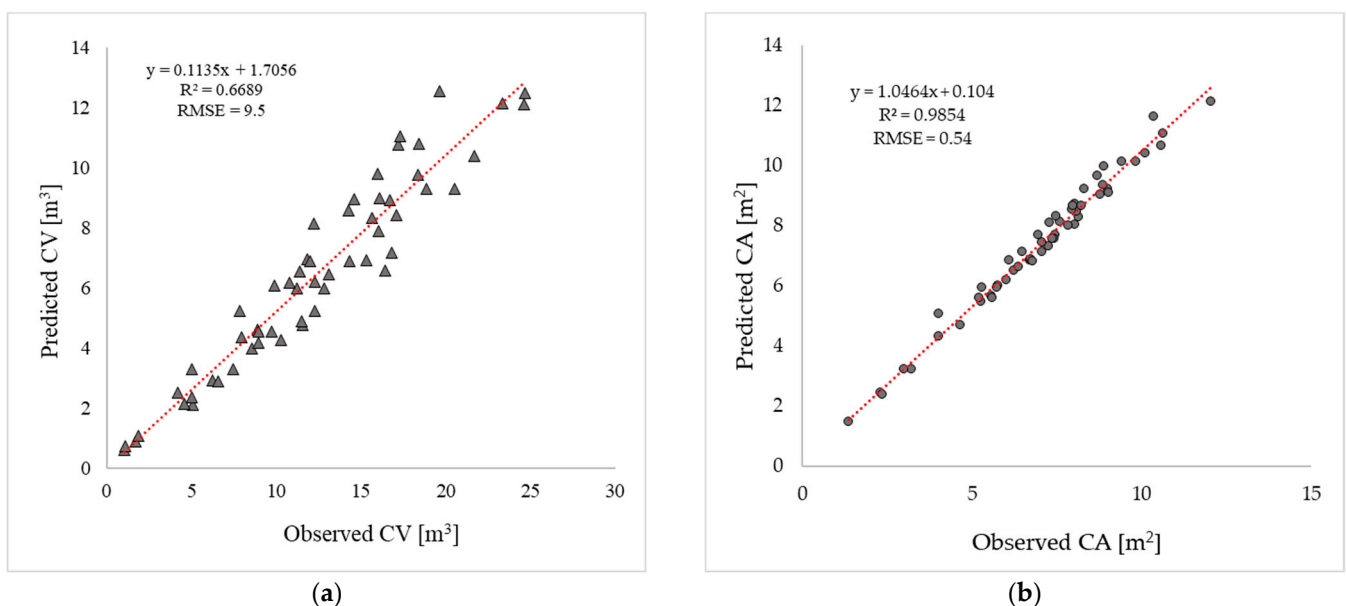 14
12
10
8
6
4
2
0
Predicted CV [m³]
y = 0.1135x + 1.7056
R² = 0.6689
RMSE = 9.5
0 5 10 15 20 25 30
Observed CV [m³]
(a)
14
12
10
8
6
4
2
0
Predicted CA [m²]
y = 1.0464x + 0.104
R² = 0.9854
RMSE = 0.54
0 5 10 15
Observed CA [m²]
(b)